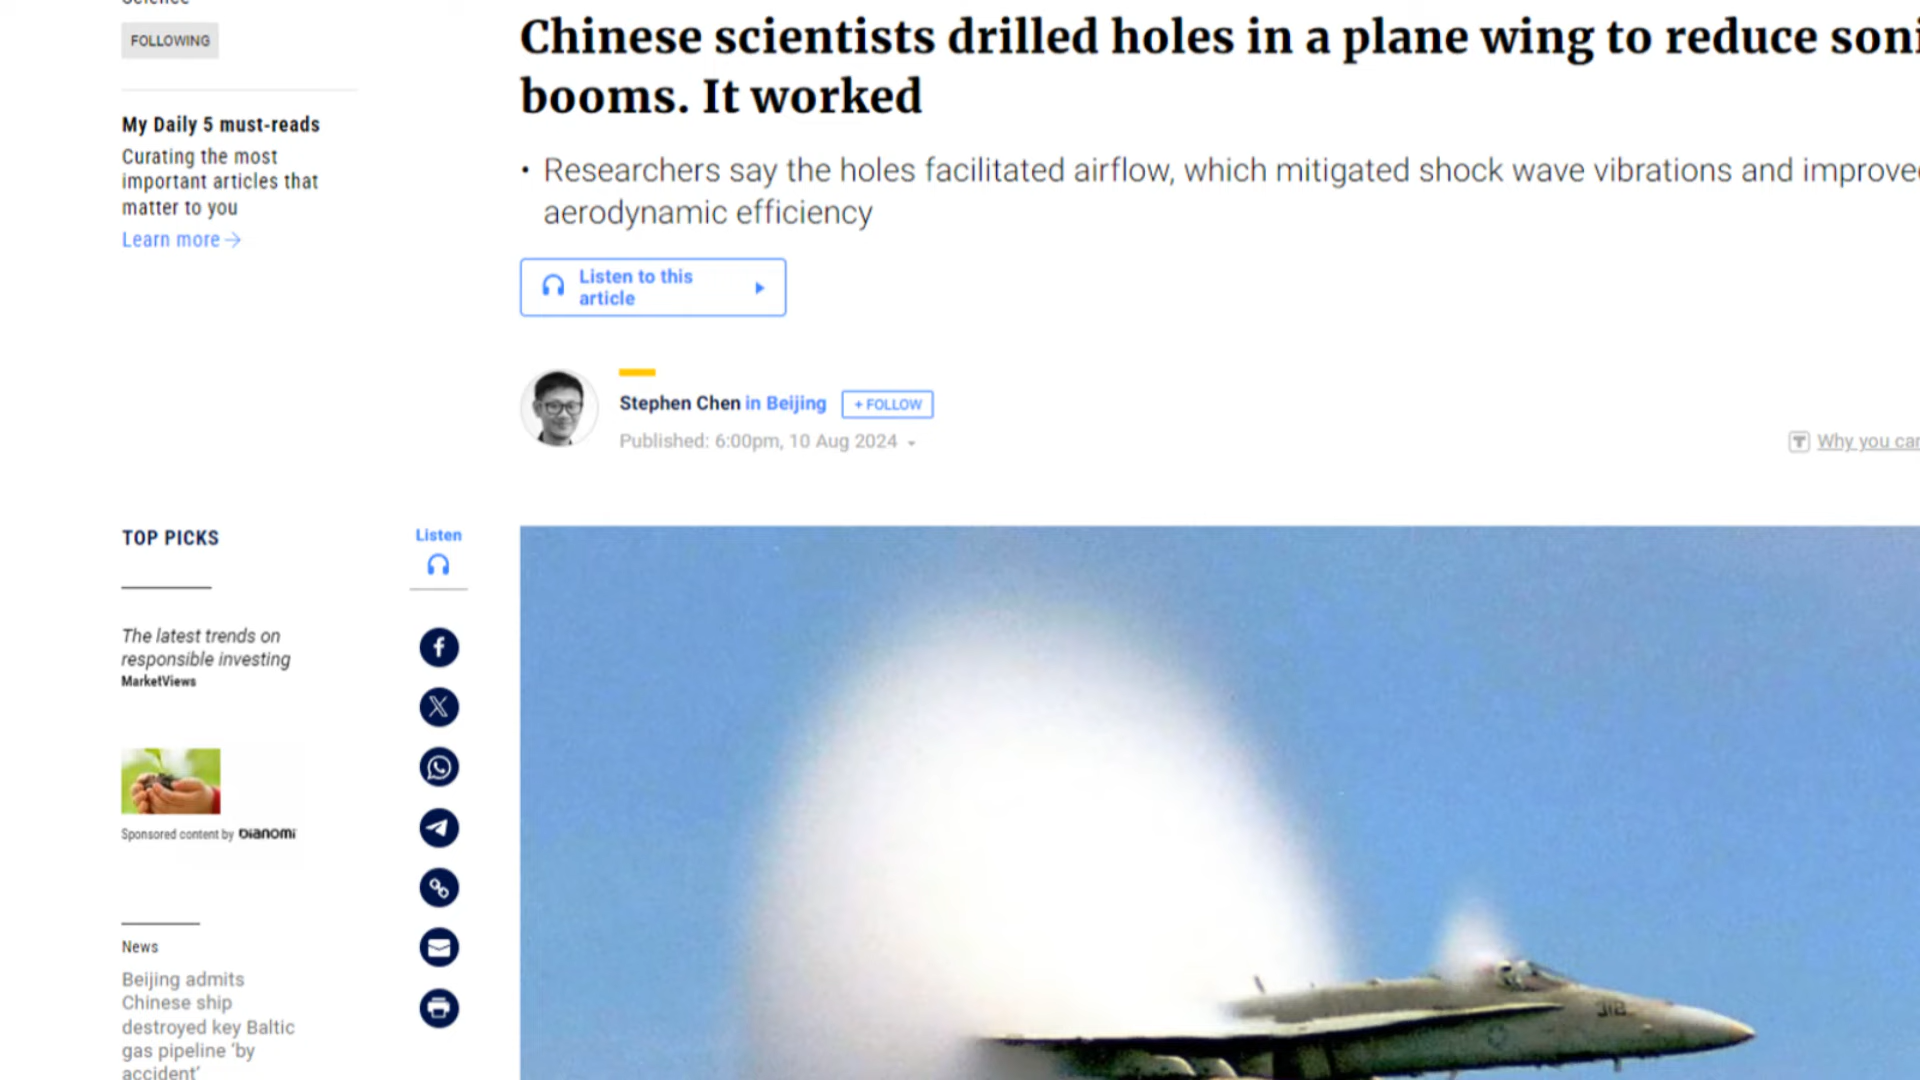 FOLLOWING
My Daily 5 must-reads
Curating the most
important articles that
matter to you
Learn more
Chinese scientists drilled holes in a plane wing to reduce soni
booms. It worked
• Researchers say the holes facilitated airflow, which mitigated shock wave vibrations and improve
aerodynamic efficiency
Listen to this
article
Stephen Chen in Beijing + FOLLOW
Published: 6:00pm, 10 Aug 2024
Why you can
TOP PICKS
The latest trends on
responsible investing
MarketViews
Sponsored content by Dianomi
News
Beijing admits
Chinese ship
destroyed key Baltic
gas pipeline ‘by
accident’
Listen
312